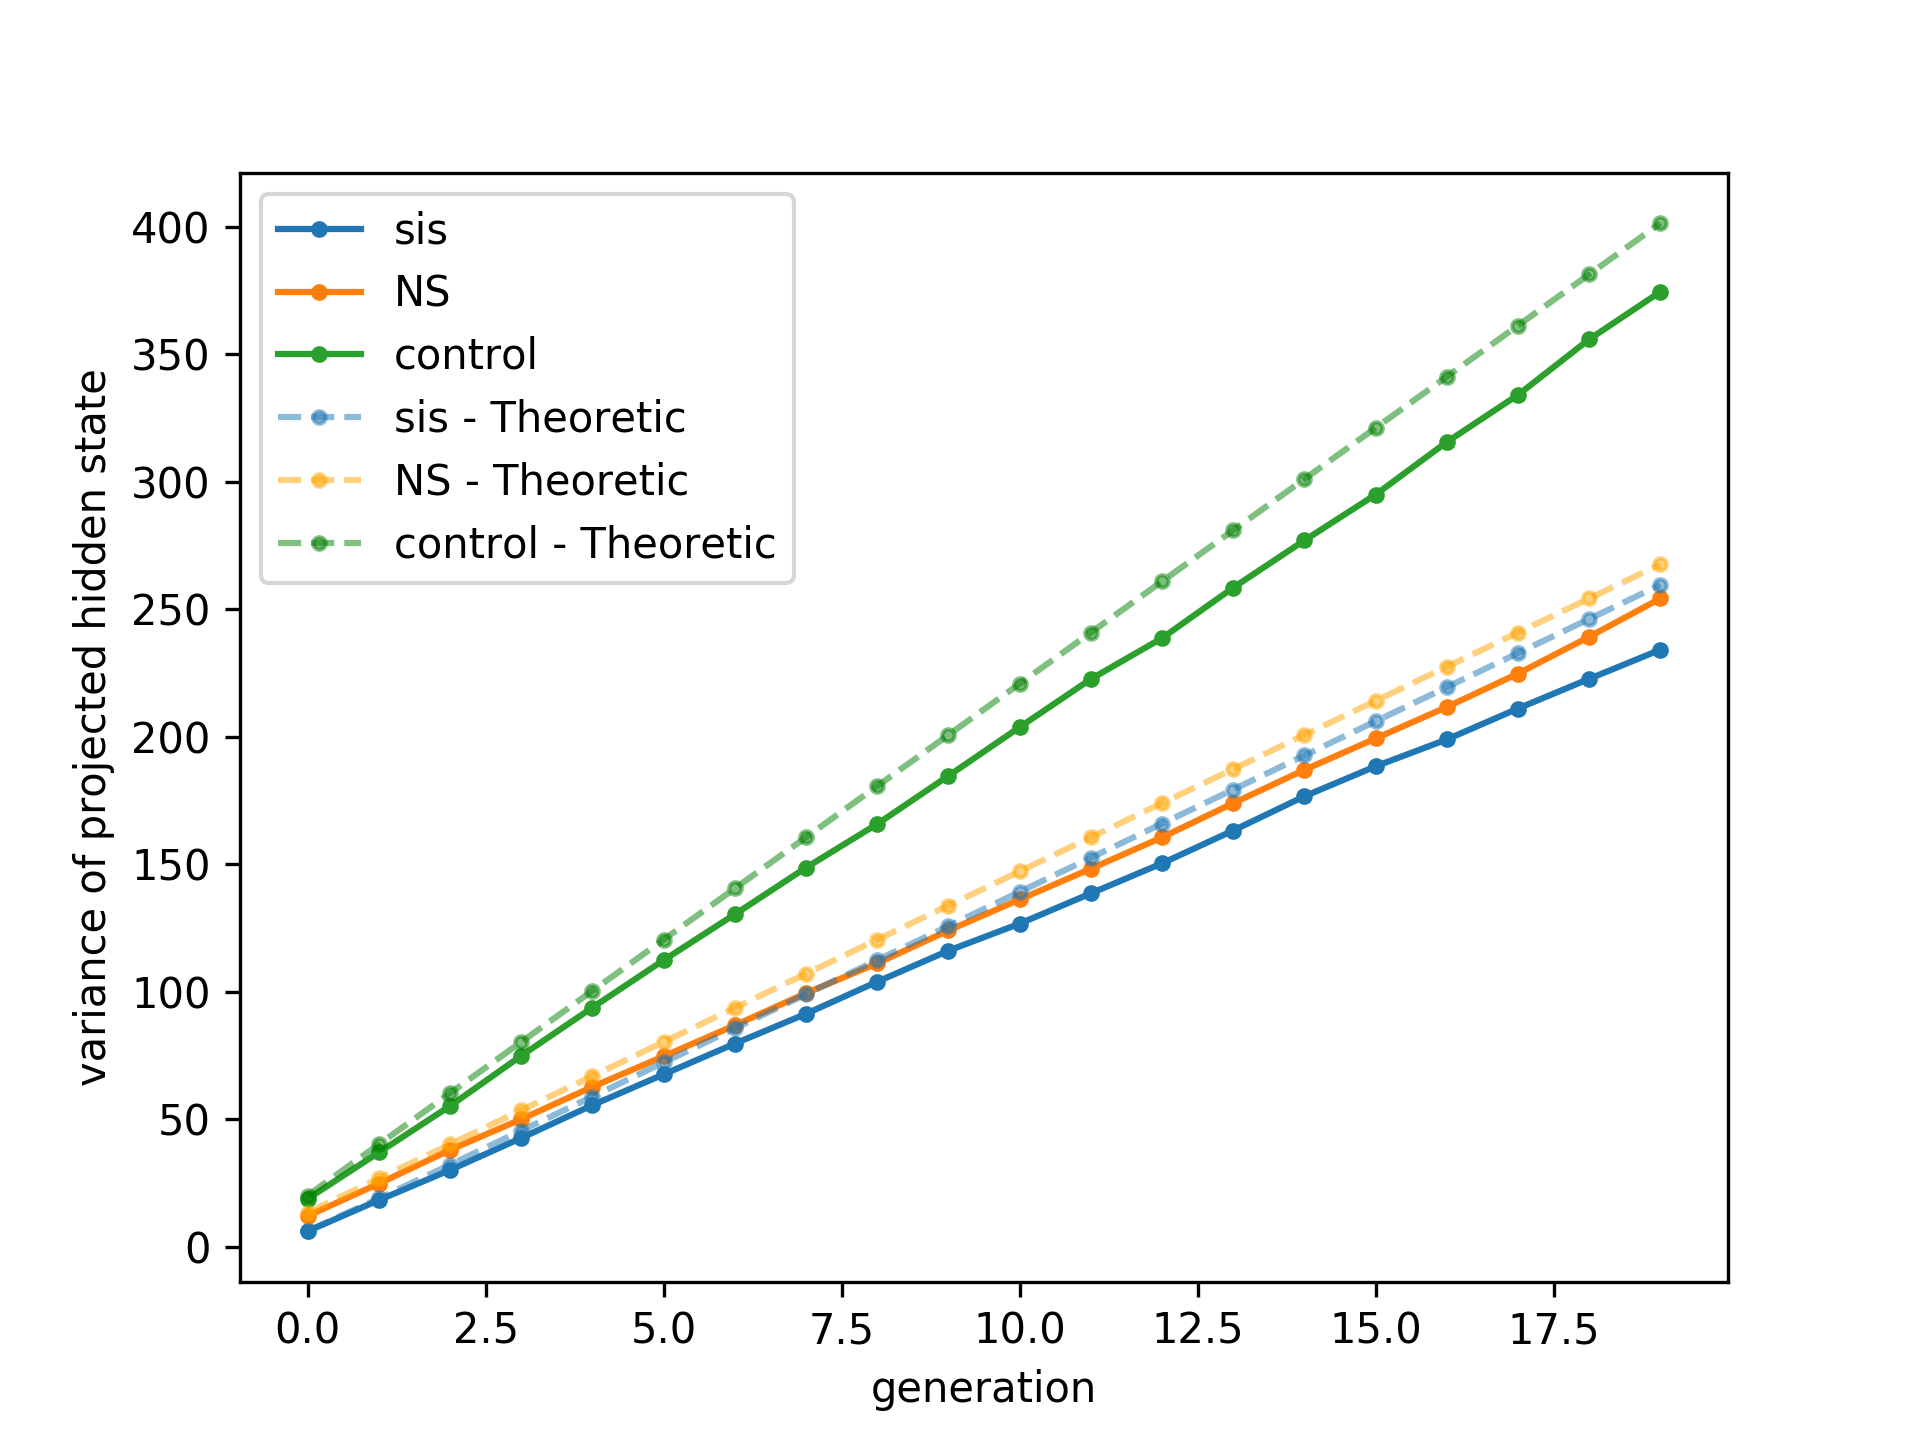 sis
NS
control
sis - Theoretic
NS - Theoretic
control - Theoretic
variance of projected hidden state
400
350
300
250
200
150
100
50
0
0.0 2.5 5.0 7.5 10.0 12.5 15.0 17.5
generation